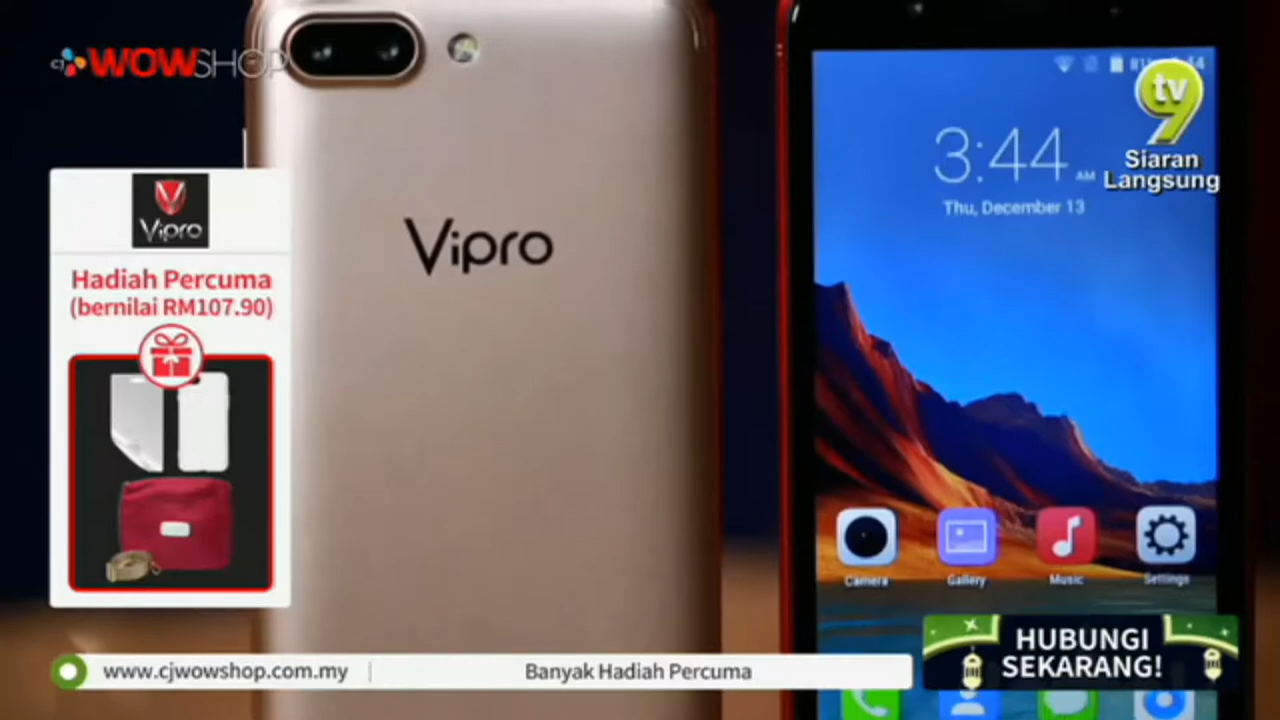 CJ WOWSHOP
tv9
Siaran
Langsung
3:44 AM
Thu, December 13
Vipro
Vipro
Hadiah Percuma
(bernilai RM107.90)
Camera
Gallery
Music
Settings
HUBUNGI
SEKARANG!
www.cjwowshop.com.my
Banyak Hadiah Percuma